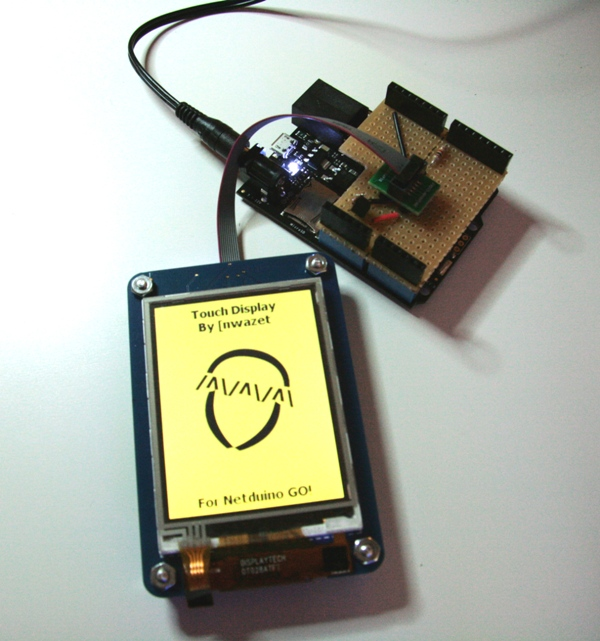 Touch Display
By [nwazet
For Netduino GO!
DISPLAYTECH